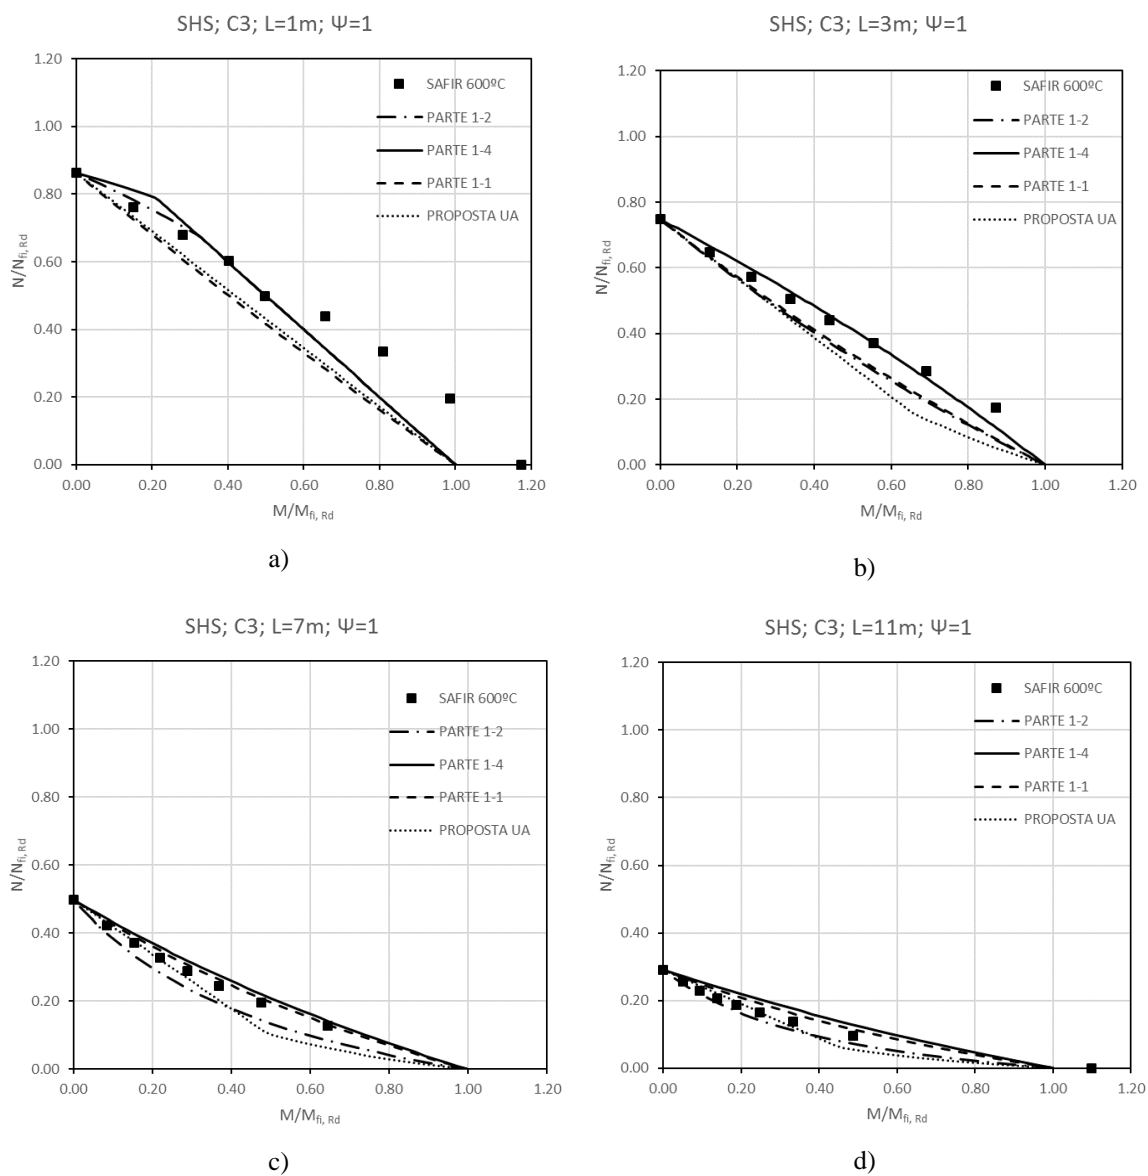 SHS; C3; L=1m; Ψ=1
1.20
1.00
0.80
0.60
0.40
0.20
0.00
N/Nfi,Rd
0.00 0.20 0.40 0.60 0.80 1.00 1.20
M/Mfi, Rd
SAFIR 600ºC
PARTE 1-2
PARTE 1-4
PARTE 1-1
PROPOSTA UA
a)
SHS; C3; L=3m; Ψ=1
1.20
1.00
0.80
0.60
0.40
0.20
0.00
N/Nfi,Rd
0.00 0.20 0.40 0.60 0.80 1.00 1.20
M/Mfi, Rd
SAFIR 600ºC
PARTE 1-2
PARTE 1-4
PARTE 1-1
PROPOSTA UA
b)
SHS; C3; L=7m; Ψ=1
1.20
1.00
0.80
0.60
0.40
0.20
0.00
N/Nfi,Rd
0.00 0.20 0.40 0.60 0.80 1.00 1.20
M/Mfi, Rd
SAFIR 600ºC
PARTE 1-2
PARTE 1-4
PARTE 1-1
PROPOSTA UA
c)
SHS; C3; L=11m; Ψ=1
1.20
1.00
0.80
0.60
0.40
0.20
0.00
N/Nfi,Rd
0.00 0.20 0.40 0.60 0.80 1.00 1.20
M/Mfi, Rd
SAFIR 600ºC
PARTE 1-2
PARTE 1-4
PARTE 1-1
PROPOSTA UA
d)